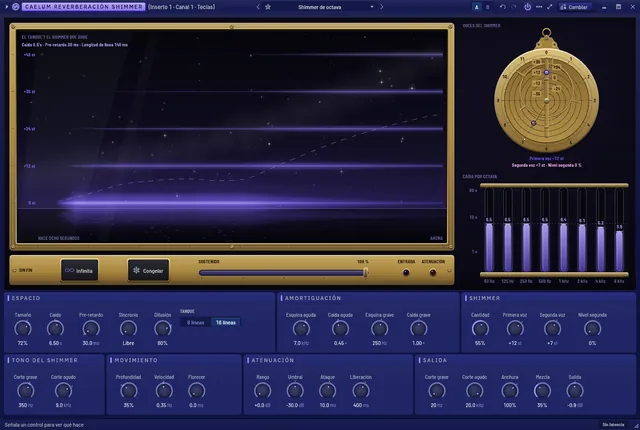 CAELUM REVERBERACIÓN SHIMMER (Insertó 1 · Canal 1 · Teclas)
Shimmer de octava
A B
Cambiar
EL TANQUE Y EL SHIMMER QUE SUBE
Caída 6.5 s · Pre-retardo 30 ms · Longitud de línea 140 ms
+48 st
+36 st
+24 st
+12 st
0 st
HACE OCHO SEGUNDOS
AHORA
RUEDA DEL SHIMMER
Primera voz +12 st
Segunda voz +7 st · Nivel segunda 0 %
CAÍDA POR OCTAVA
63 Hz 125 Hz 250 Hz 500 Hz 1 kHz 2 kHz 4 kHz 8 kHz
SIN FIN
Infinita
Congelar
SOSTENIDO
100 %
ENTRADA
ATENUACIÓN
ESPACIO
Tamaño Caída Pre-retardo Sincronía Difusión
TANQUE
8 líneas 16 líneas
72% 6.50 s 30.0 ms Libre 80%
AMORTIGUACIÓN
Esquina aguda Caída aguda Esquina grave Caída grave
7.0 kHz 0.45 × 250 Hz 1.00 ×
SHIMMER
Cantidad Primera voz Segunda voz Nivel segunda
55% +12 st +7 st 0%
TONO DEL SHIMMER
Corte grave Corte agudo
350 Hz 9.0 kHz
MOVIMIENTO
Profundidad Velocidad Florecer
35% 0.35 Hz 0.0 ms
ATENUACIÓN
Rango Umbral Ataque Liberación
+0.0 dB -30.0 dB 10.0 ms 400 ms
SALIDA
Corte grave Corte agudo Anchura Mezcla Salida
20 Hz 20.0 kHz 100% 35% -0.9 dB
Señala un control para ver qué hace
Sin latencia